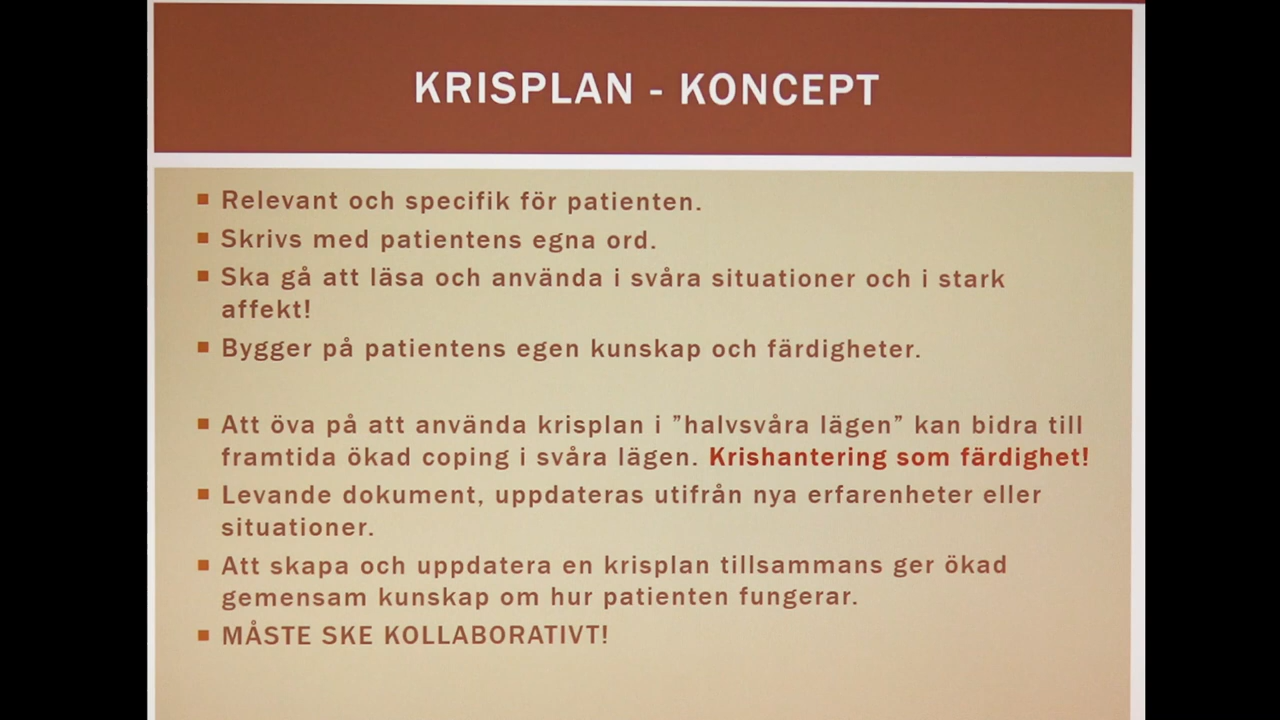 KRISPLAN - KONCEPT
Relevant och specifik för patienten.
Skrivs med patientens egna ord.
Ska gå att läsa och använda i svåra situationer och i stark
affekt!
Bygger på patientens egen kunskap och färdigheter.
Att öva på att använda krisplan i ”halvsvåra lägen” kan bidra till
framtida ökad coping i svåra lägen. Krishantering som färdighet!
Levande dokument, uppdateras utifrån nya erfarenheter eller
situationer.
Att skapa och uppdatera en krisplan tillsammans ger ökad
gemensam kunskap om hur patienten fungerar.
MÅSTE SKE KOLLABORATIVT!